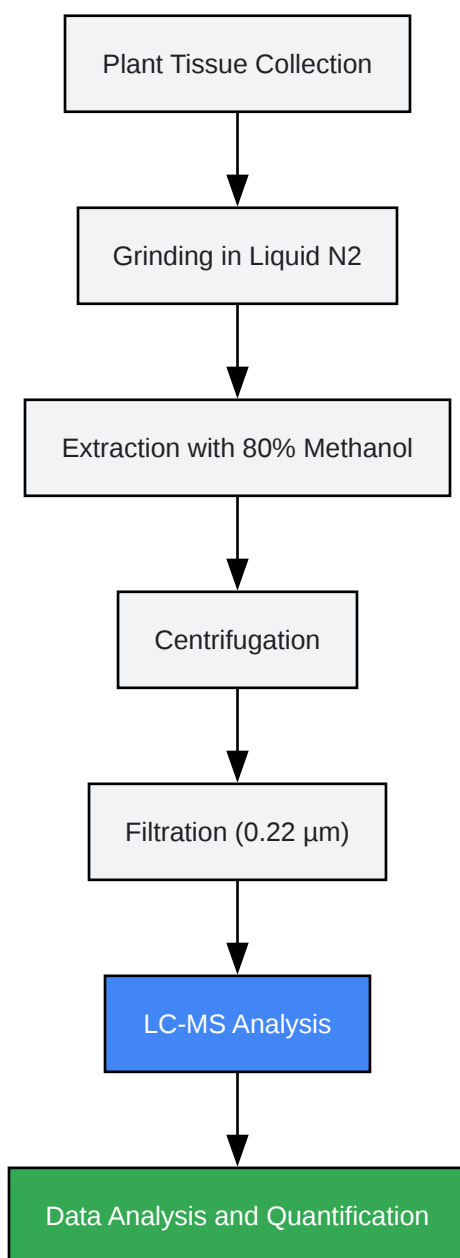 Plant Tissue Collection
Grinding in Liquid N2
Extraction with 80% Methanol
Centrifugation
Filtration (0.22 µm)
LC-MS Analysis
Data Analysis and Quantification